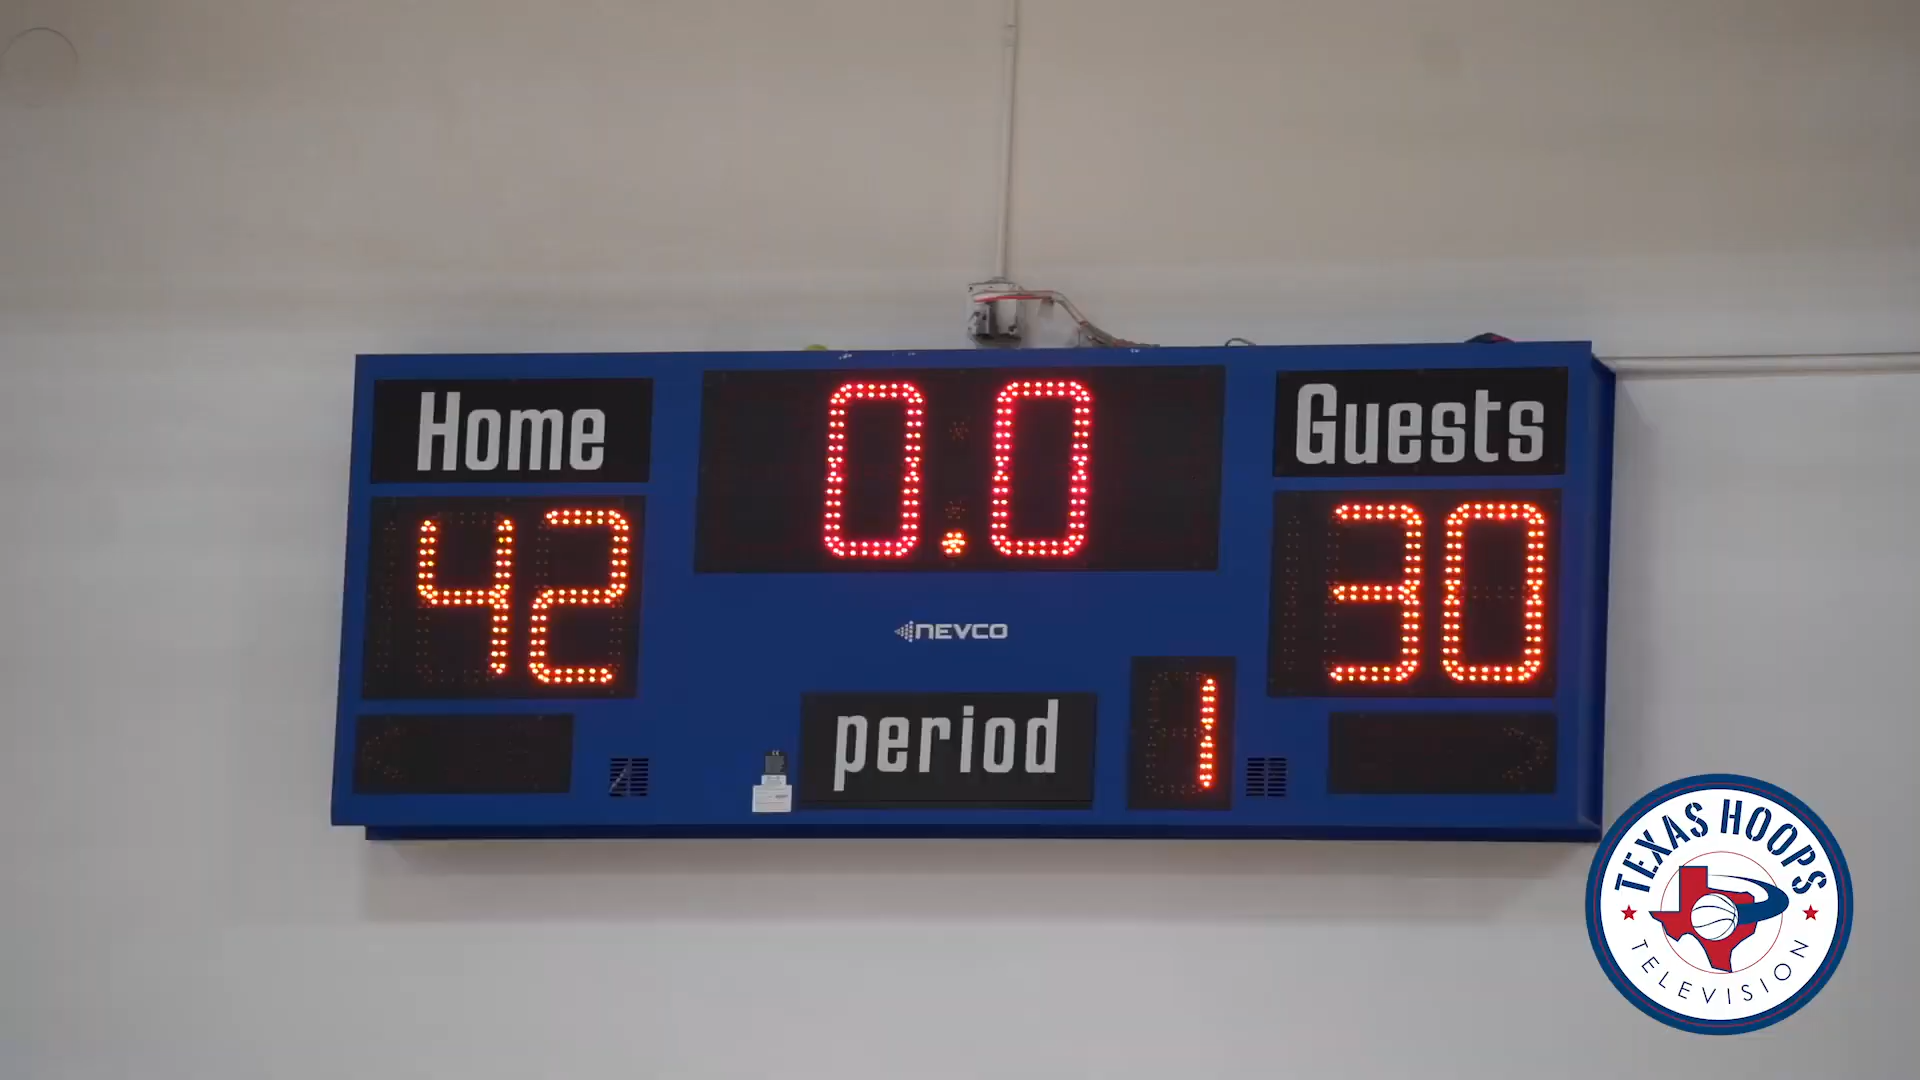 Home
0.0
Guests
42
30
NEVCO
period
1
TEXAS HOOPS
TELEVISION